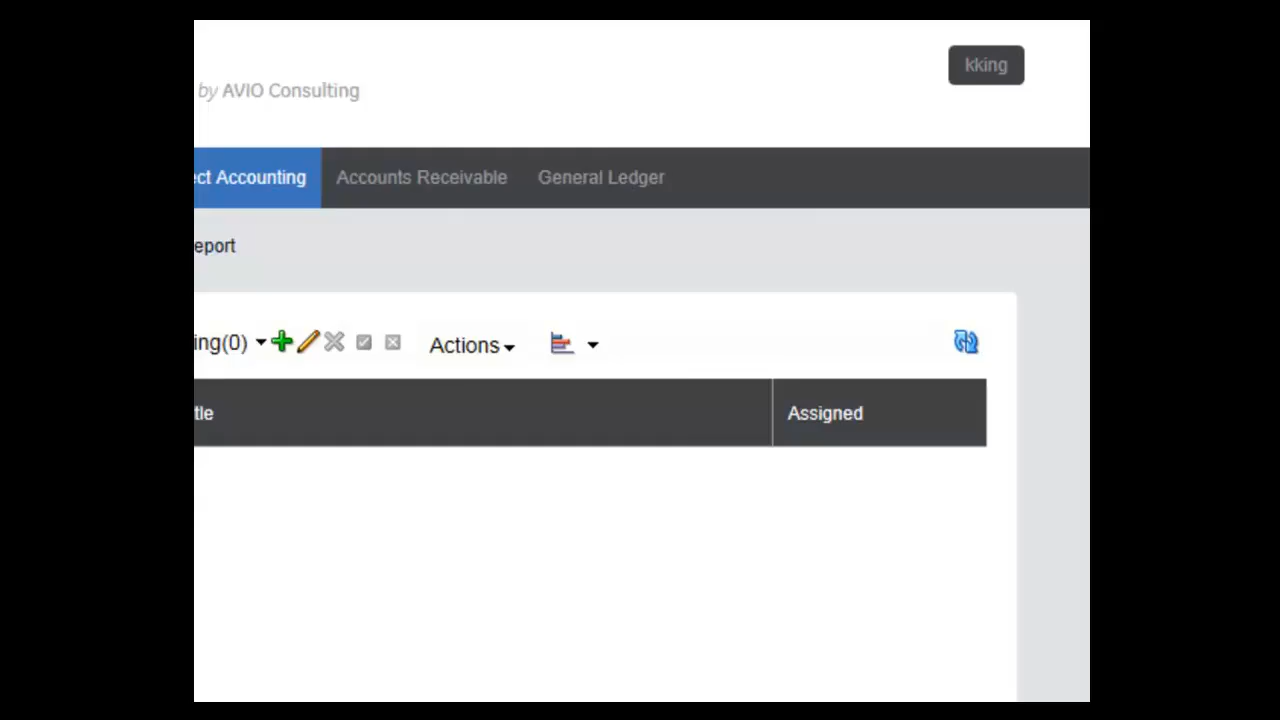 kking
by AVIO Consulting
ect Accounting Accounts Receivable General Ledger
eport
ing(0) Actions
tle Assigned